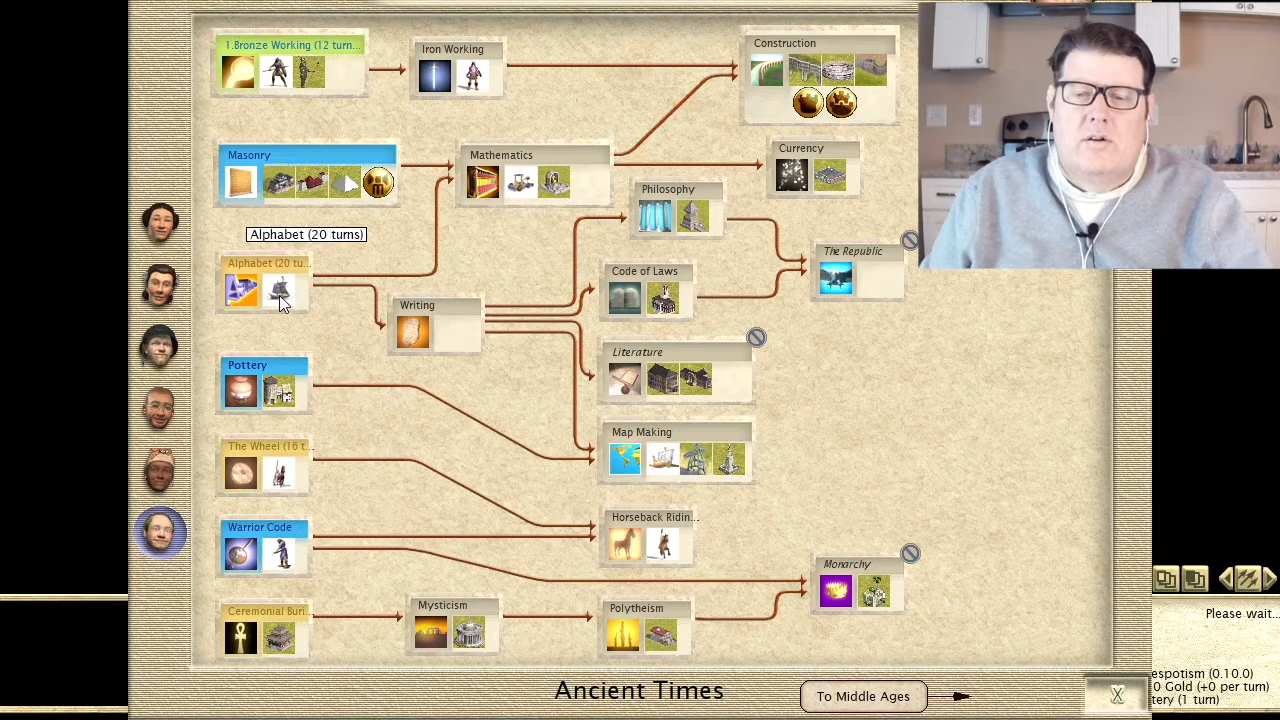 1.Bronze Working (12 turn...
Iron Working
Construction
Masonry
Mathematics
Currency
Philosophy
Alphabet (20 turns)
Alphabet (20 tu...
Code of Laws
The Republic
Writing
Literature
Pottery
Map Making
The Wheel (16 t...
Warrior Code
Horseback Ridin...
Monarchy
Ceremonial Buri...
Mysticism
Polytheism
Please wait...
espotism (0.10.0)
0 Gold (+0 per turn)
tery (1 turn)
Ancient Times
To Middle Ages
X